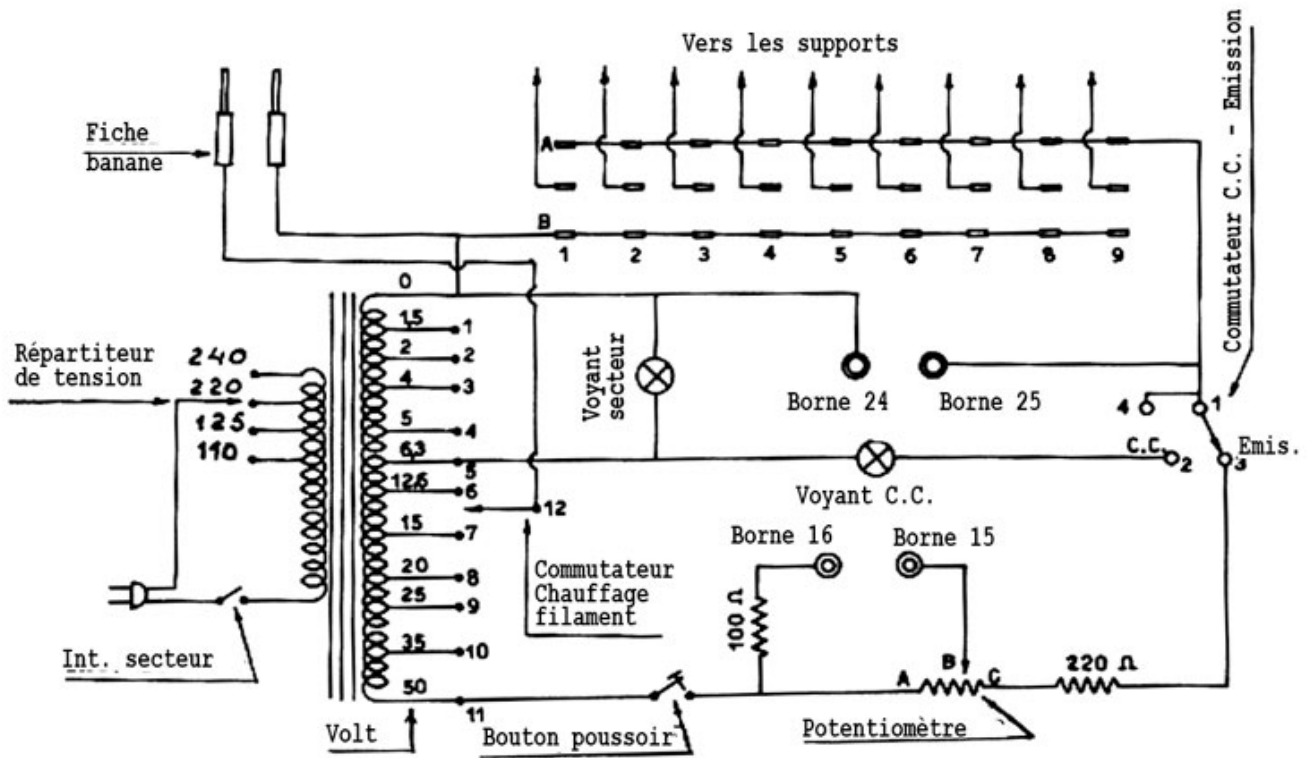 Vers les supports
Commutateur C.C. - Emission
Fiche
banane
A
B
1 2 3 4 5 6 7 8 9
0
1,5 1
2 2
4 3
5 4
6,3 5
12,6 6
12
15 7
20 8
25 9
35 10
50 11
Répartiteur
de tension
240
220
125
110
Voyant
secteur
Borne 24
Borne 25
4 1
C.C. 2
Emis.
3
Voyant C.C.
Borne 16
Borne 15
Commutateur
Chauffage
filament
100 Ω
A B C
220 Ω
Int. secteur
Volt
Bouton poussoir
Potentiomètre